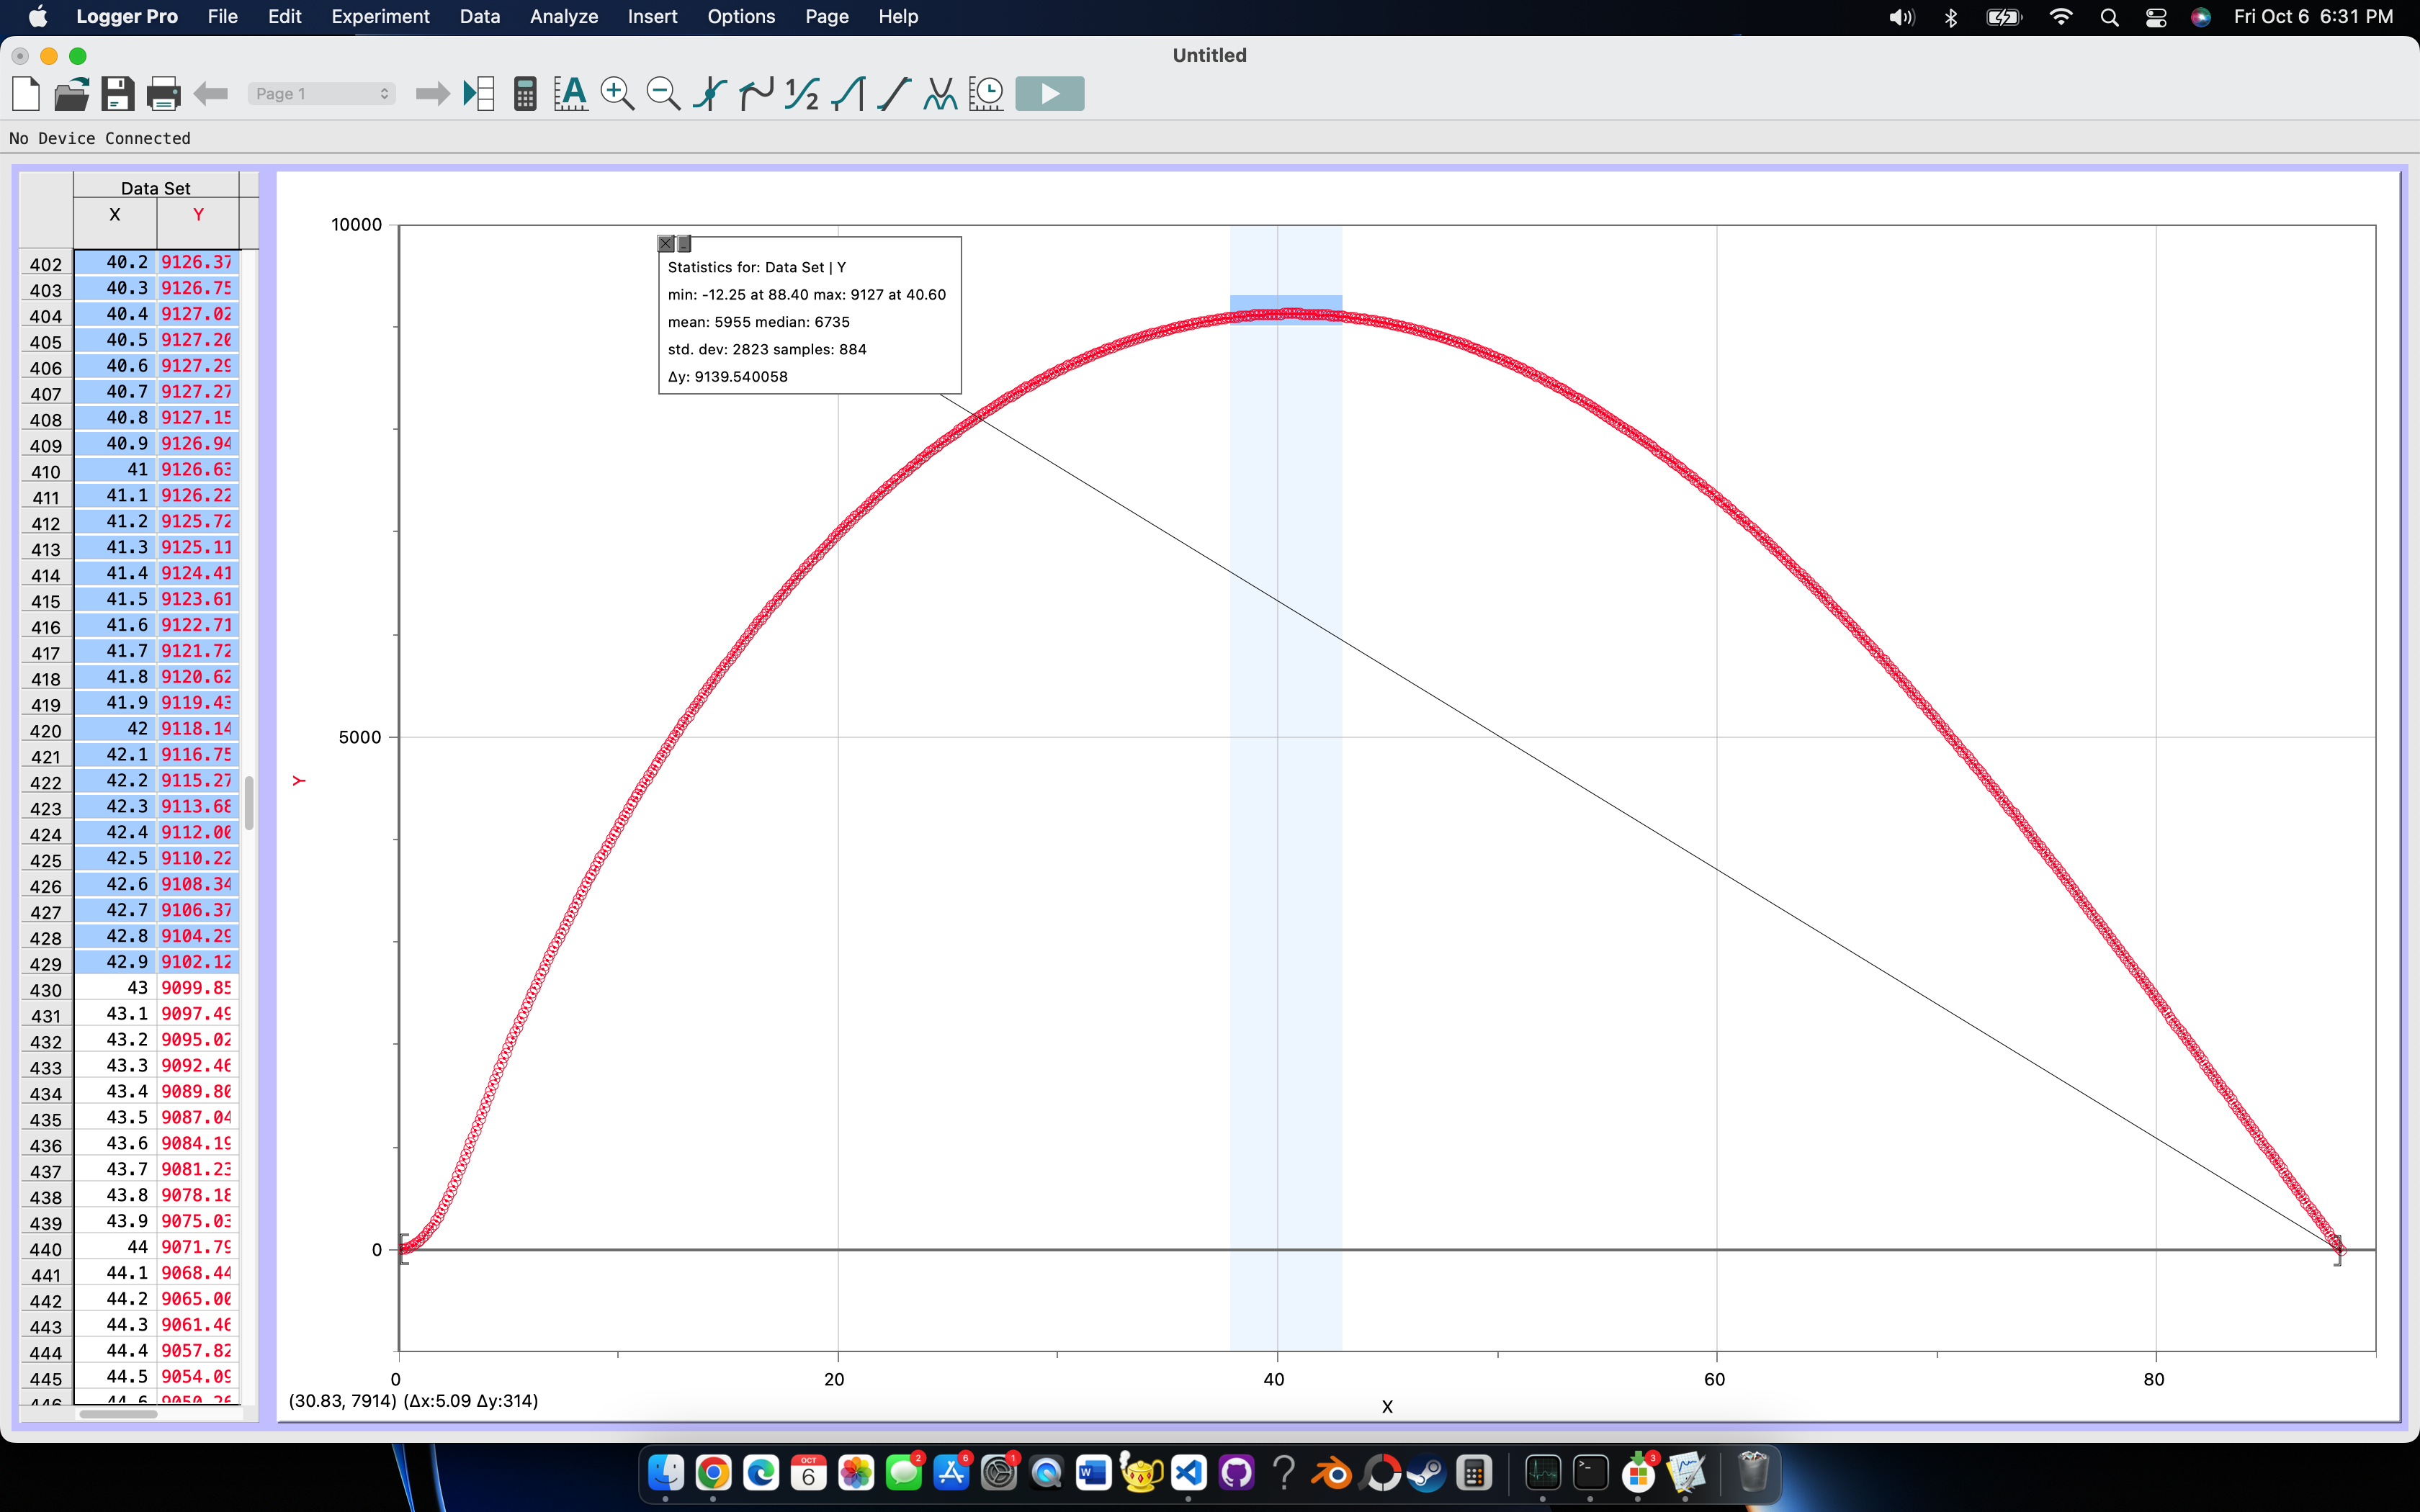 Logger Pro File Edit Experiment Data Analyze Insert Options Page Help Fri Oct 6 6:31 PM
Untitled
Page 1
No Device Connected
Data Set
X Y
402 40.2 9126.37
403 40.3 9126.75
404 40.4 9127.02
405 40.5 9127.20
406 40.6 9127.29
407 40.7 9127.27
408 40.8 9127.15
409 40.9 9126.94
410 41 9126.63
411 41.1 9126.22
412 41.2 9125.72
413 41.3 9125.11
414 41.4 9124.41
415 41.5 9123.61
416 41.6 9122.71
417 41.7 9121.72
418 41.8 9120.62
419 41.9 9119.43
420 42 9118.14
421 42.1 9116.75
422 42.2 9115.27
423 42.3 9113.68
424 42.4 9112.00
425 42.5 9110.22
426 42.6 9108.34
427 42.7 9106.37
428 42.8 9104.29
429 42.9 9102.12
430 43 9099.85
431 43.1 9097.49
432 43.2 9095.02
433 43.3 9092.46
434 43.4 9089.80
435 43.5 9087.04
436 43.6 9084.19
437 43.7 9081.23
438 43.8 9078.18
439 43.9 9075.03
440 44 9071.79
441 44.1 9068.44
442 44.2 9065.00
443 44.3 9061.46
444 44.4 9057.82
445 44.5 9054.09
446 44.6 9050.26
10000
5000
0
Y
Statistics for: Data Set | Y
min: -12.25 at 88.40 max: 9127 at 40.60
mean: 5955 median: 6735
std. dev: 2823 samples: 884
Δy: 9139.540058
0 20 40 60 80
(30.83, 7914) (Δx:5.09 Δy:314)
X
OCT
6
2
6
1
3